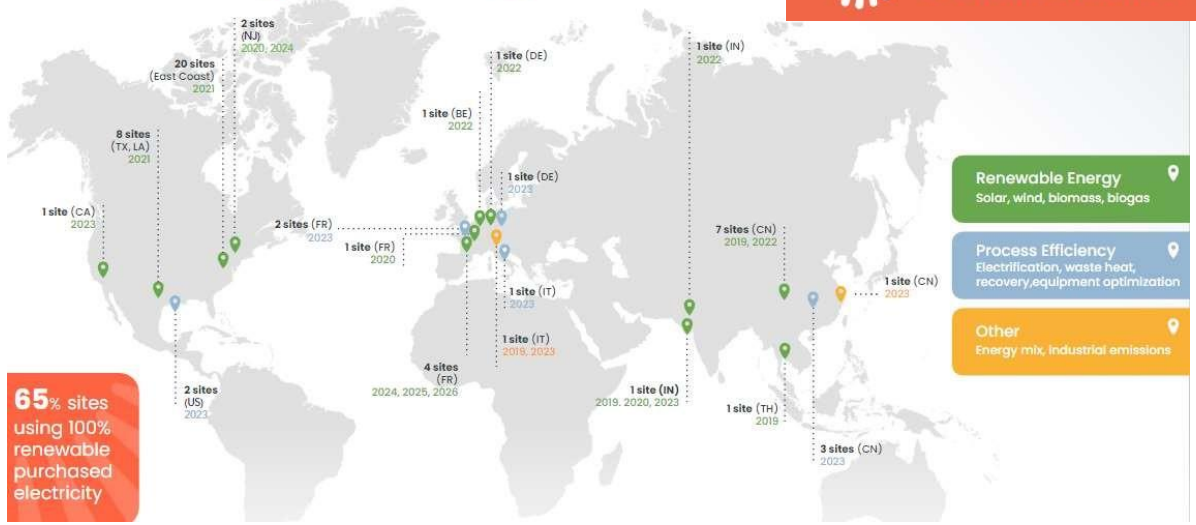 2 sites
(NJ)
2020, 2024
20 sites
(East Coast)
2021
8 sites
(TX, LA)
2021
1 site (CA)
2023
2 sites
(US)
2023
65% sites
using 100%
renewable
purchased
electricity
1 site (DE)
2022
1 site (BE)
2022
1 site (DE)
2023
2 sites (FR)
2023
1 site (FR)
2020
1 site (IT)
2023
1 site (IT)
2019, 2023
4 sites
(FR)
2024, 2025, 2026
1 site (IN)
2022
1 site (IN)
2019. 2020, 2023
7 sites (CN)
2019, 2022
1 site (CN)
2023
1 site (TH)
2019
3 sites (CN)
2023
Renewable Energy
Solar, wind, biomass, biogas
Process Efficiency
Electrification, waste heat,
recovery,equipment optimization
Other
Energy mix, industrial emissions